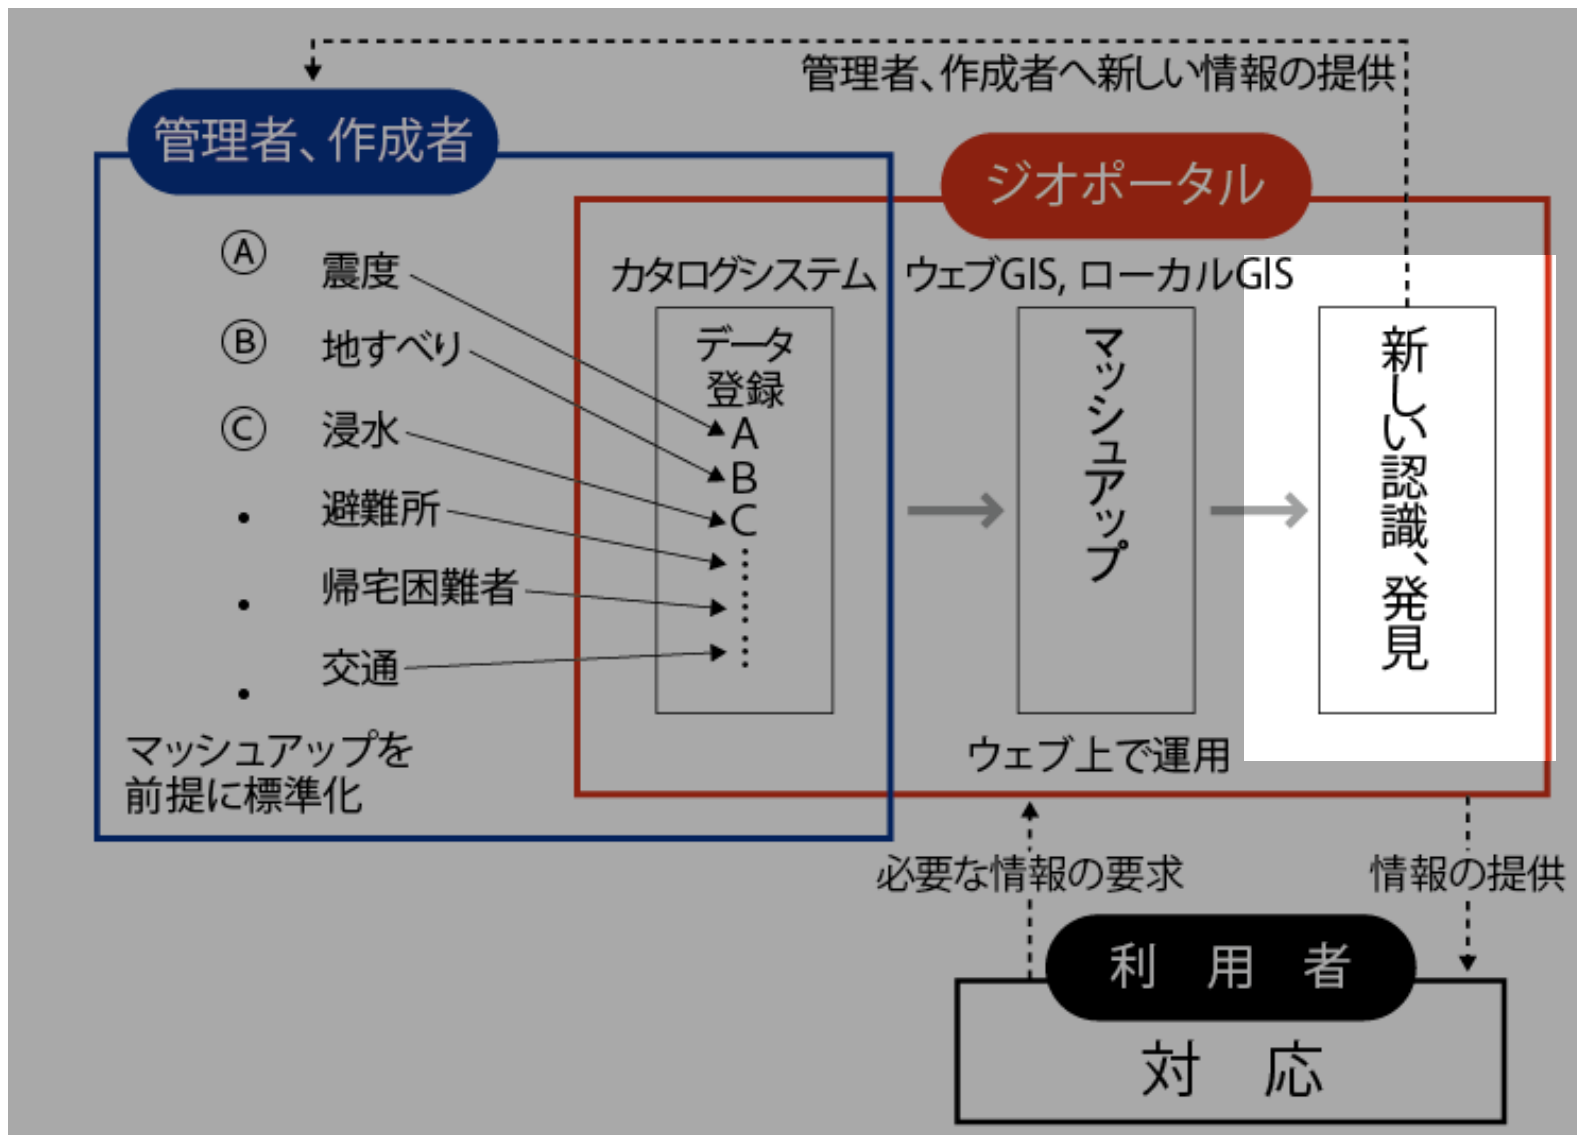 管理者、作成者へ新しい情報の提供
管理者、作成者
ジオポータル
Ⓐ 震度
Ⓑ 地すべり
Ⓒ 浸水
・ 避難所
・ 帰宅困難者
・ 交通
マッシュアップを
前提に標準化
カタログシステム
データ
登録
A
B
C
ウェブGIS, ローカルGIS
マッシュアップ
ウェブ上で運用
新しい認識、発見
必要な情報の要求
情報の提供
利 用 者
対 応